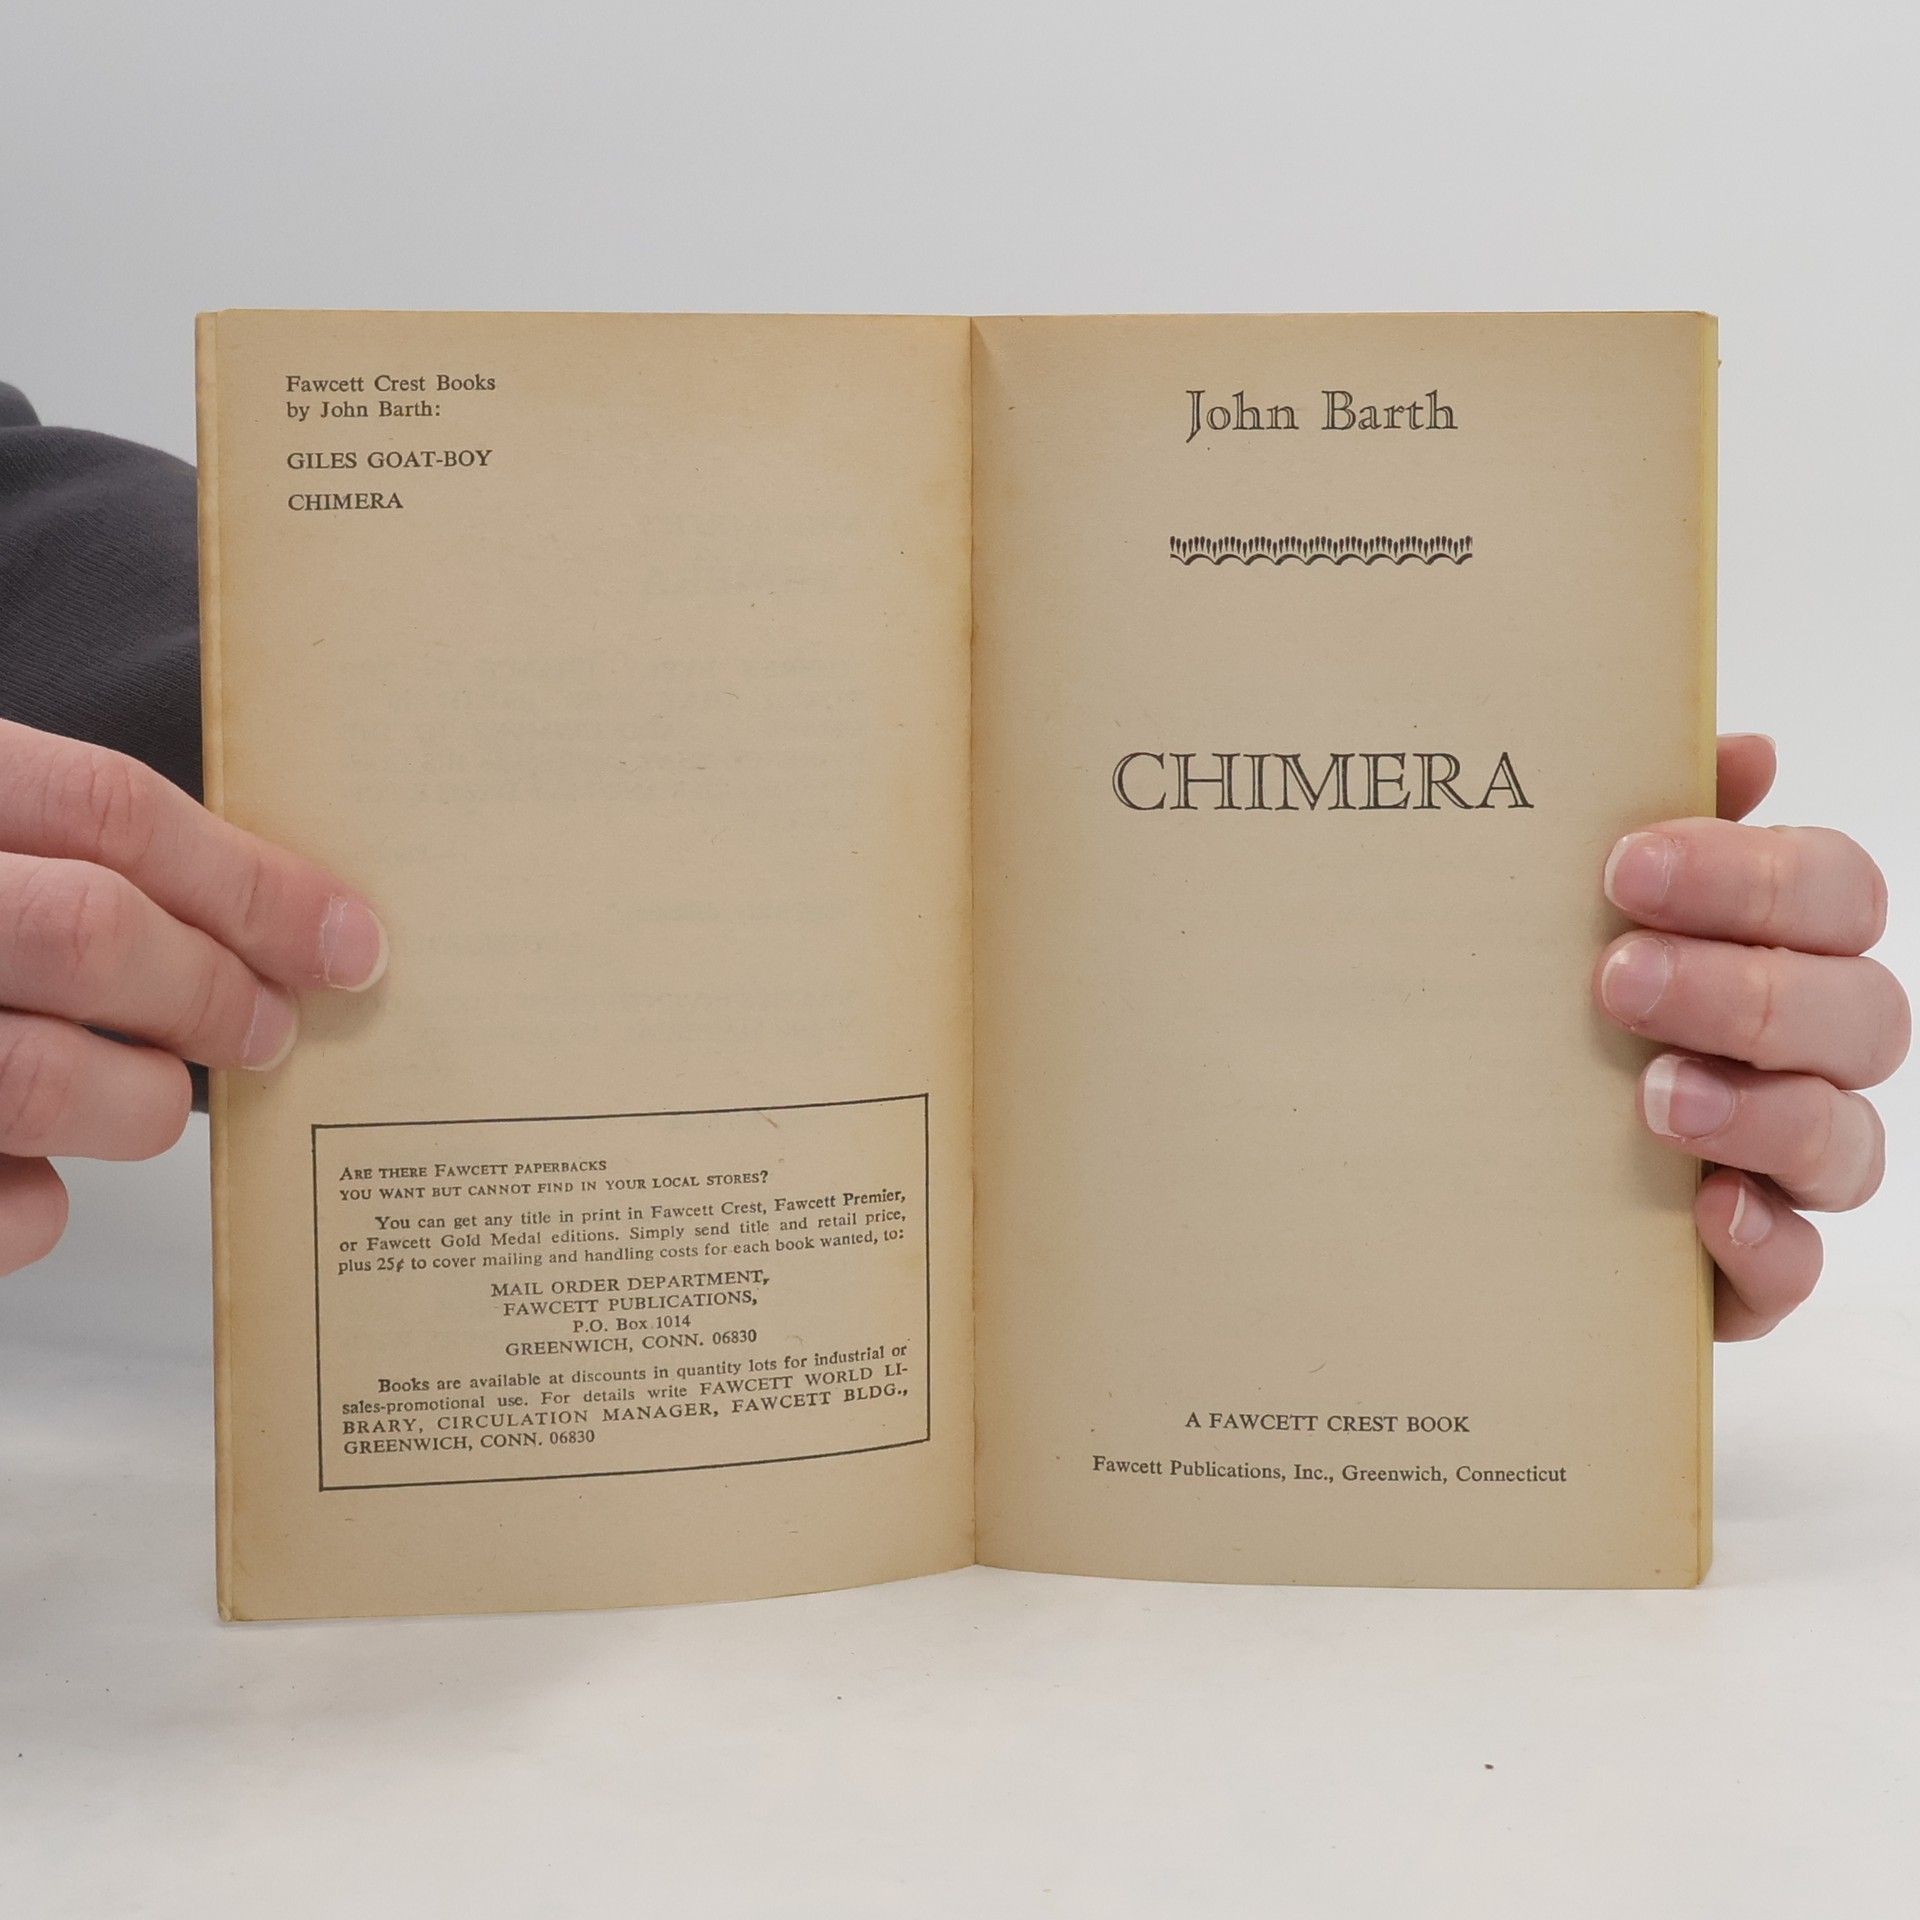 Fawcett Crest Books
by John Barth:
GILES GOAT-BOY
CHIMERA
ARE THERE FAWCETT PAPERBACKS
YOU WANT BUT CANNOT FIND IN YOUR LOCAL STORES?
You can get any title in print in Fawcett Crest, Fawcett Premier,
or Fawcett Gold Medal editions. Simply send title and retail price,
plus 25¢ to cover mailing and handling costs for each book wanted, to:
MAIL ORDER DEPARTMENT,
FAWCETT PUBLICATIONS,
P.O. Box 1014
GREENWICH, CONN. 06830
Books are available at discounts in quantity lots for industrial or
sales-promotional use. For details write FAWCETT WORLD LI-
BRARY, CIRCULATION MANAGER, FAWCETT BLDG.,
GREENWICH, CONN. 06830
John Barth
CHIMERA
A FAWCETT CREST BOOK
Fawcett Publications, Inc., Greenwich, Connecticut